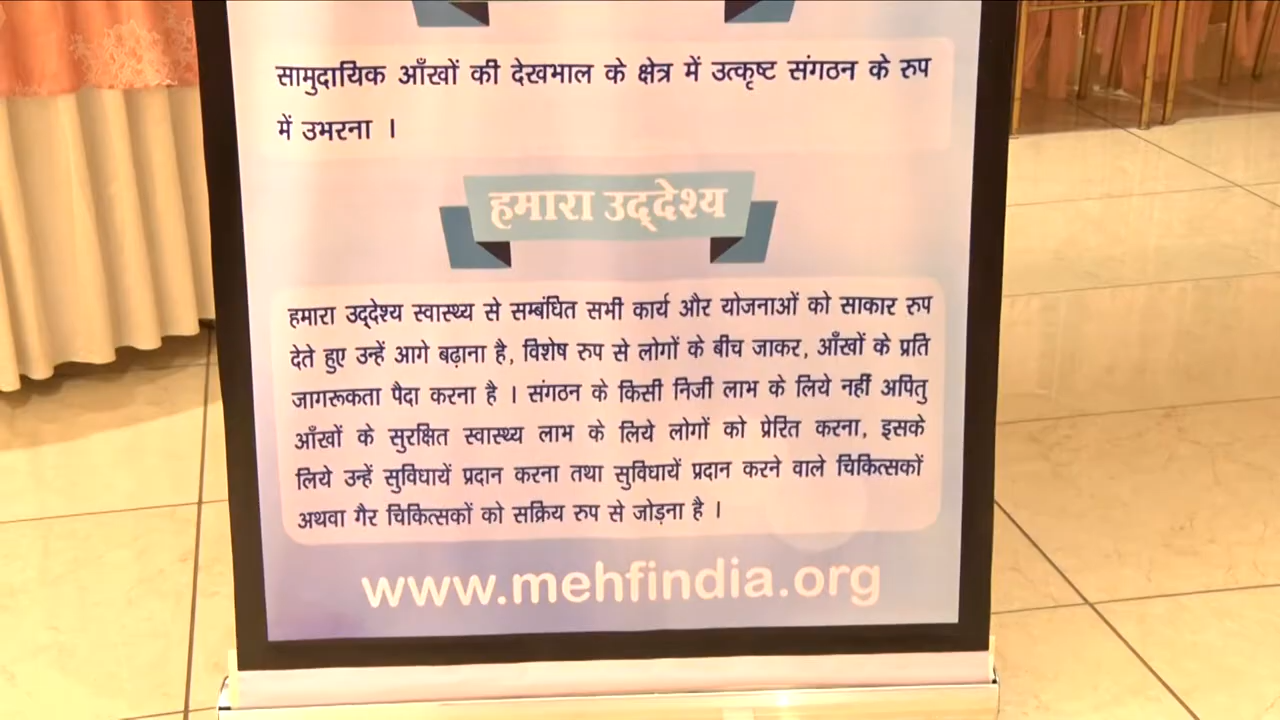 सामुदायिक आँखों की देखभाल के क्षेत्र में उत्कृष्ट संगठन के रुप
में उभरना ।
हमारा उद्‌देश्य
हमारा उद्‌देश्य स्वास्थ्य से सम्बंधित सभी कार्य और योजनाओं को साकार रुप
देते हुए उन्हें आगे बढ़ाना है, विशेष रुप से लोगों के बीच जाकर, आँखों के प्रति
जागरूकता पैदा करना है । संगठन के किसी निजी लाभ के लिये नहीं अपितु
आँखों के सुरक्षित स्वास्थ्य लाभ के लिये लोगों को प्रेरित करना, इसके
लिये उन्हें सुविधायें प्रदान करना तथा सुविधायें प्रदान करने वाले चिकित्सकों
अथवा गैर चिकित्सकों को सक्रिय रुप से जोड़ना है ।
www.mehfindia.org